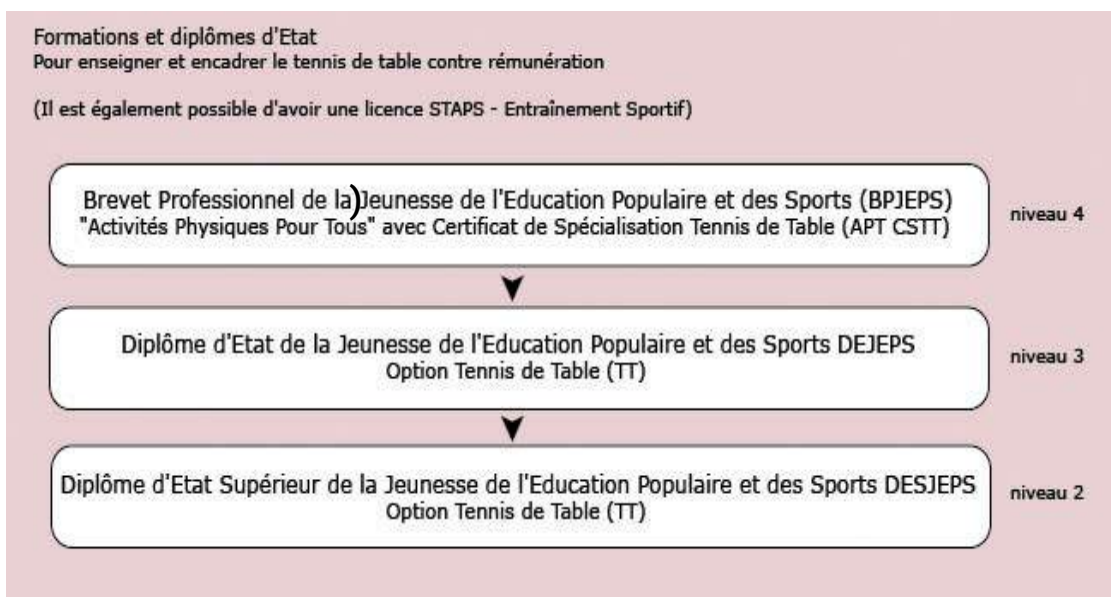 Formations et diplômes d'Etat
Pour enseigner et encadrer le tennis de table contre rémunération
(Il est également possible d'avoir une licence STAPS - Entraînement Sportif)
Brevet Professionnel de la)Jeunesse de l'Education Populaire et des Sports (BPJEPS)
"Activités Physiques Pour Tous" avec Certificat de Spécialisation Tennis de Table (APT CSTT)
niveau 4
Diplôme d'Etat de la Jeunesse de l'Education Populaire et des Sports DEJEPS
Option Tennis de Table (TT)
niveau 3
Diplôme d'Etat Supérieur de la Jeunesse de l'Education Populaire et des Sports DESJEPS
Option Tennis de Table (TT)
niveau 2